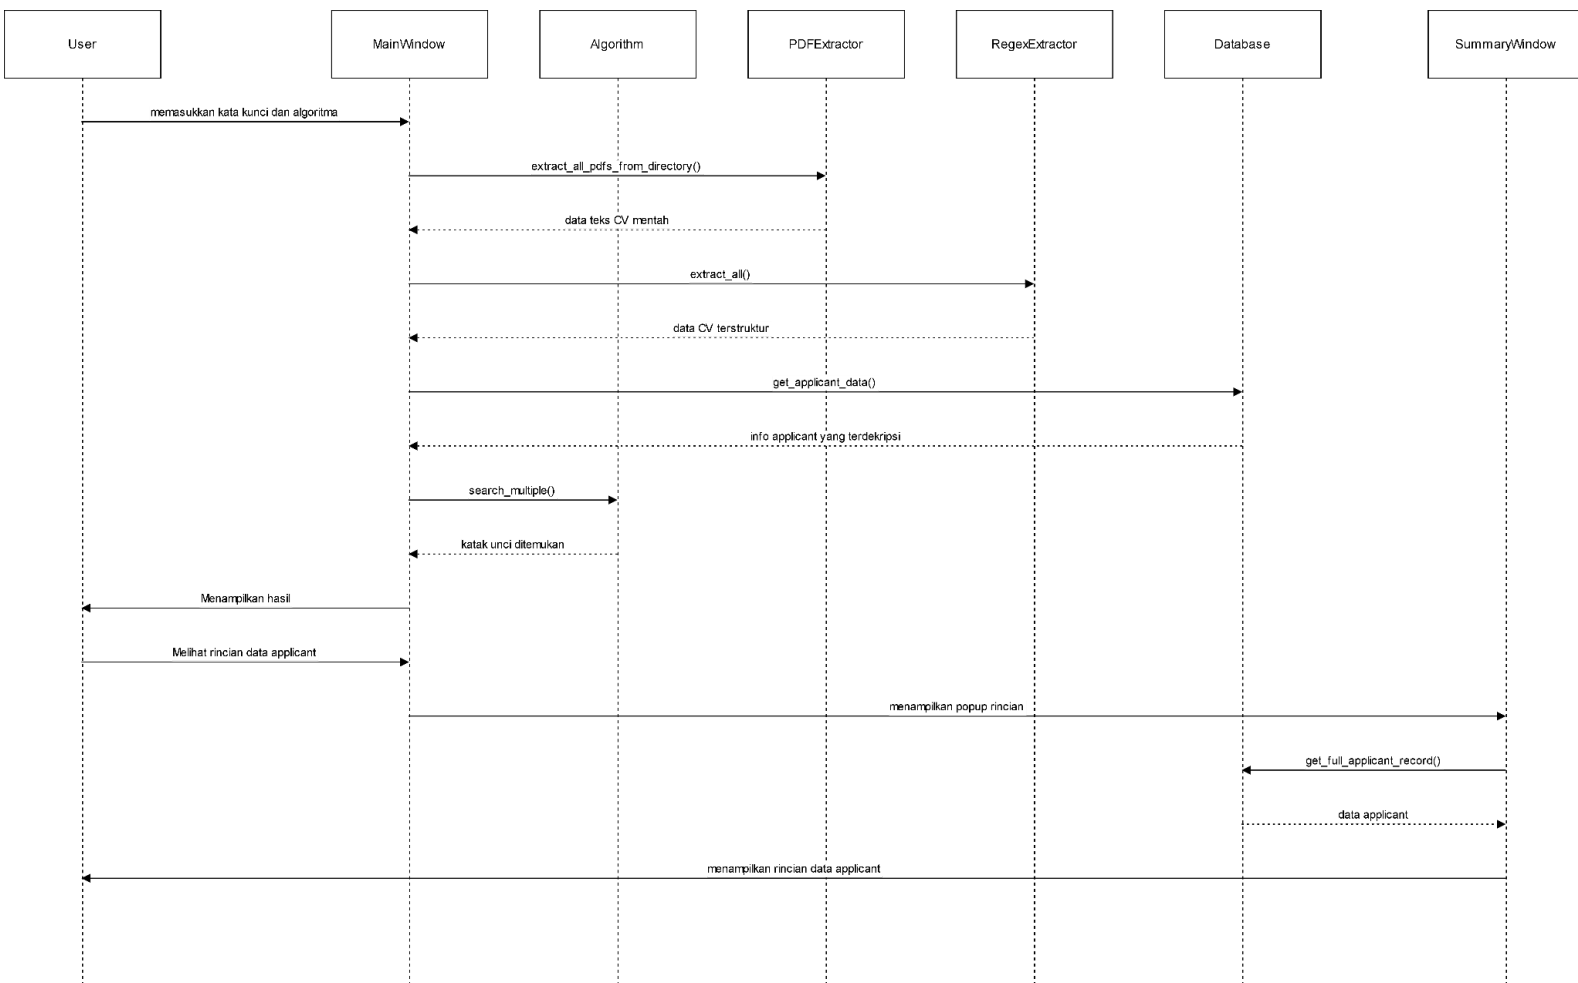 User
MainWindow
Algorithm
PDFExtractor
RegexExtractor
Database
SummaryWindow
memasukkan kata kunci dan algoritma
extract_all_pdfs_from_directory()
data teks CV mentah
extract_all()
data CV terstruktur
get_applicant_data()
info applicant yang terdekripsi
search_multiple()
katak unci ditemukan
Menampilkan hasil
Melihat rincian data applicant
menampilkan popup rincian
get_full_applicant_record()
data applicant
menampilkan rincian data applicant